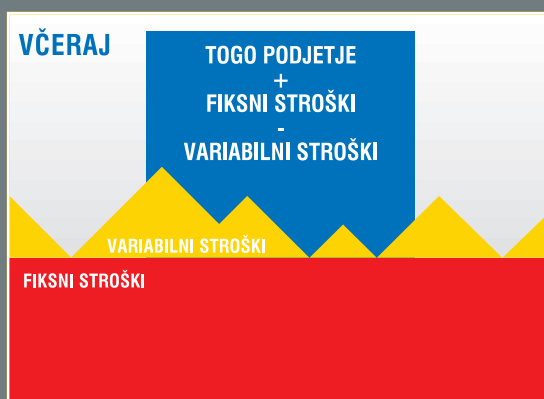 VČERAJ
TOGO PODJETJE
+
FIKSNI STROŠKI
-
VARIABILNI STROŠKI
VARIABILNI STROŠKI
FIKSNI STROŠKI